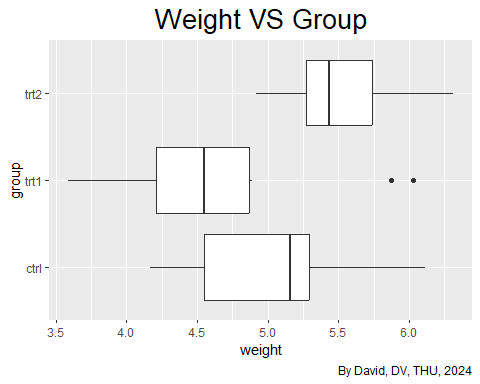 Weight VS Group
group
trt2
trt1
ctrl
3.5 4.0 4.5 5.0 5.5 6.0
weight
By David, DV, THU, 2024